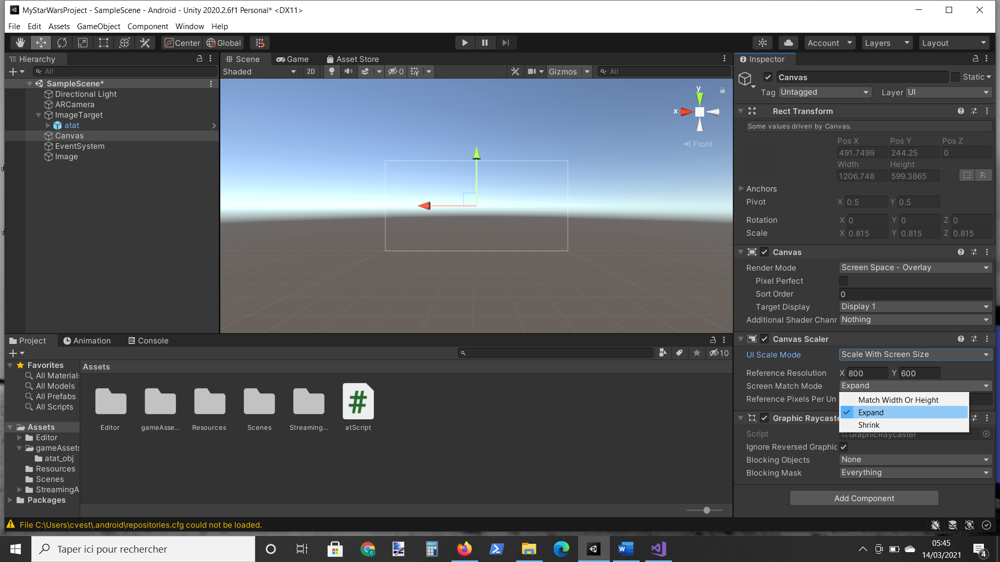 MyStarWarsProject - SampleScene - Android - Unity 2020.2.6f1 Personal* <DX11>
File Edit Assets GameObject Component Window Help
Center Global Account Layers Layout
Hierarchy
All
SampleScene*
Directional Light
ARCamera
ImageTarget
atat
Canvas
EventSystem
Image
Scene Game Asset Store
Shaded 2D 0 Gizmos All
y
x
Front
Inspector
Canvas Static
Tag Untagged Layer UI
Rect Transform
Some values driven by Canvas.
Pos X Pos Y Pos Z
491.7499 244.25 0
Width Height
1206.748 599.3865 R
Anchors
Pivot X 0.5 Y 0.5
Rotation X 0 Y 0 Z 0
Scale X 0.815 Y 0.815 Z 0.815
Canvas
Render Mode Screen Space - Overlay
Pixel Perfect
Sort Order 0
Target Display Display 1
Additional Shader Chanr Nothing
Canvas Scaler
UI Scale Mode Scale With Screen Size
Reference Resolution X 800 Y 600
Screen Match Mode Expand
Reference Pixels Per Un
Match Width Or Height
Expand
Shrink
Graphic Raycaste
Script GraphicRaycaster
Ignore Reversed Graphic
Blocking Objects None
Blocking Mask Everything
Add Component
Project Animation Console
10
Favorites
All Materials
All Models
All Prefabs
All Scripts
Assets
Editor
gameAssets
atat_obj
Resources
Scenes
StreamingA
Packages
Assets
Editor gameAsse... Resources Scenes Streaming... atScript
File C:\Users\cvest\.android\repositories.cfg could not be loaded.
Taper ici pour rechercher
05:45
14/03/2021
4